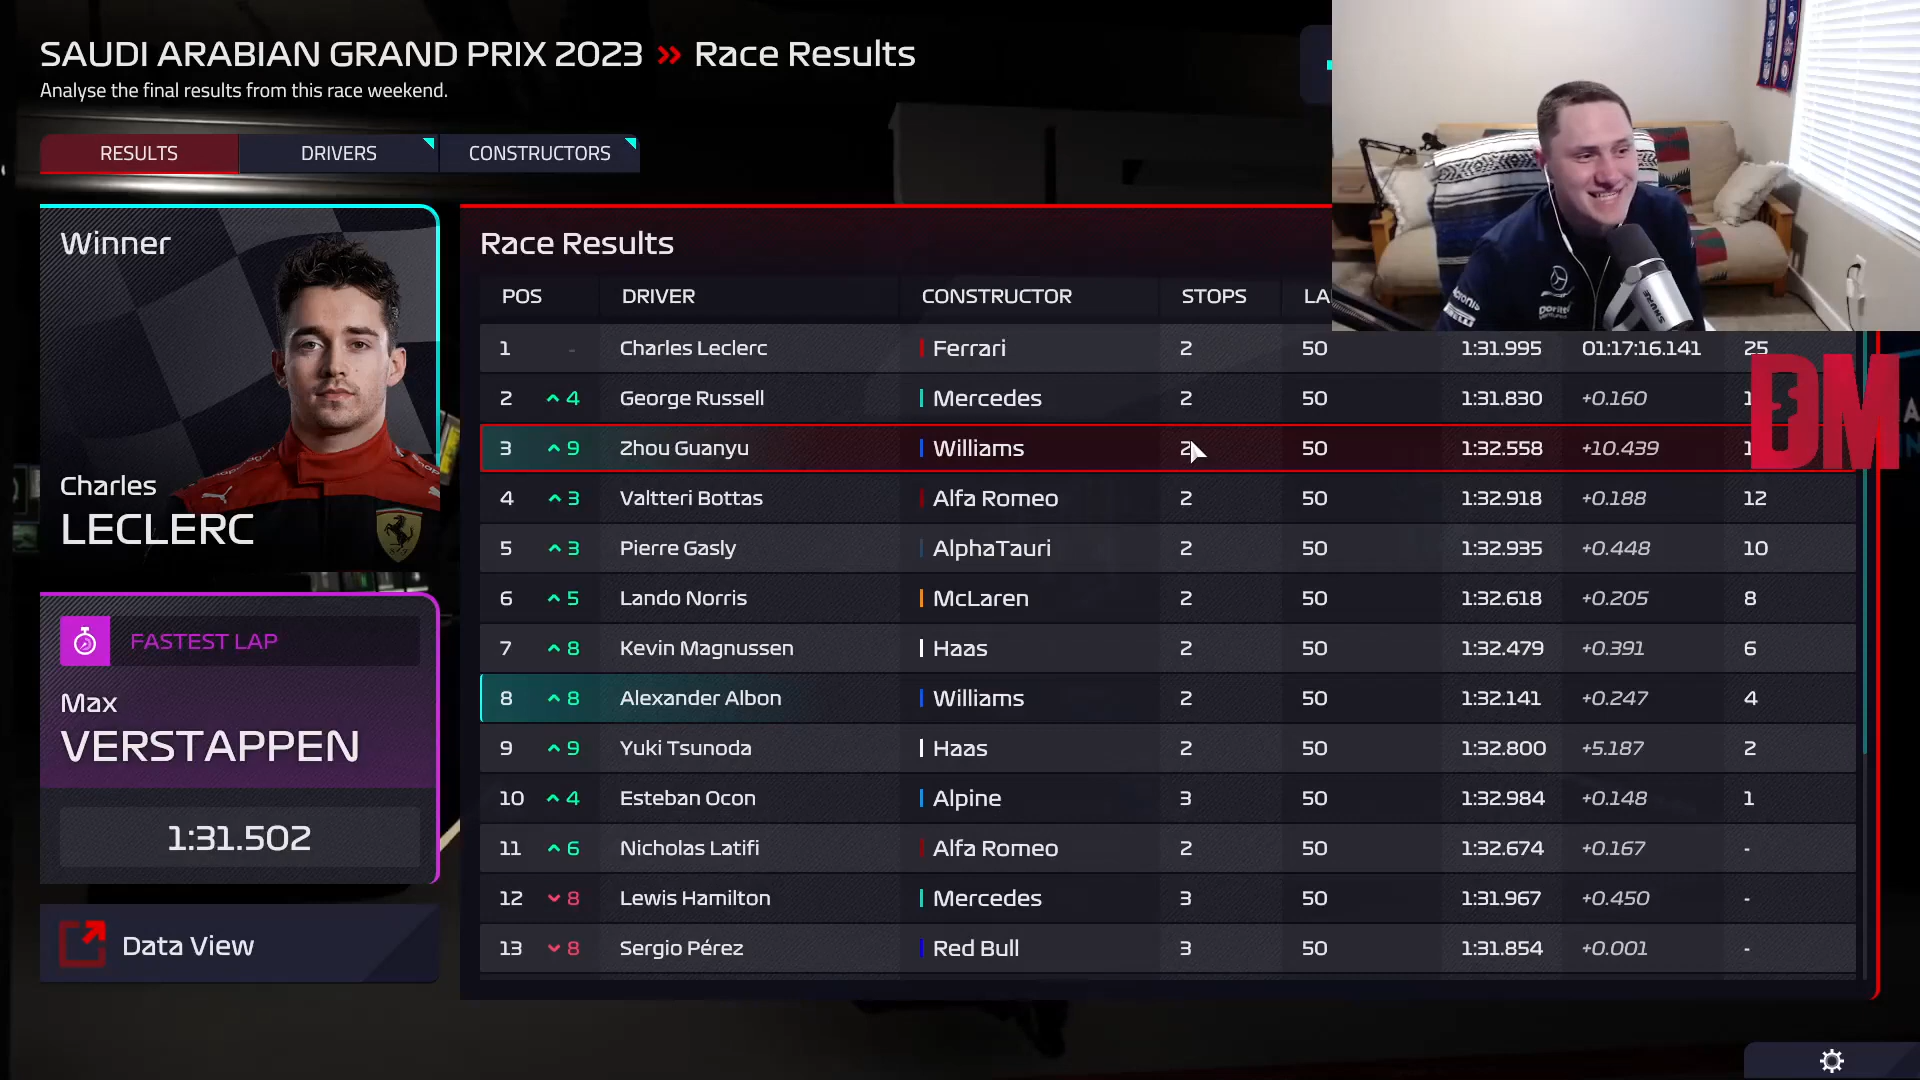 SAUDI ARABIAN GRAND PRIX 2023 » Race Results
Analyse the final results from this race weekend.
RESULTS DRIVERS CONSTRUCTORS
Winner
Charles
LECLERC
FASTEST LAP
Max
VERSTAPPEN
1:31.502
Data View
Race Results
POS DRIVER CONSTRUCTOR STOPS
1 - Charles Leclerc Ferrari 2 50 1:31.995 01:17:16.141 25
2 4 George Russell Mercedes 2 50 1:31.830 +0.160
3 9 Zhou Guanyu Williams 2 50 1:32.558 +10.439
4 3 Valtteri Bottas Alfa Romeo 2 50 1:32.918 +0.188 12
5 3 Pierre Gasly AlphaTauri 2 50 1:32.935 +0.448 10
6 5 Lando Norris McLaren 2 50 1:32.618 +0.205 8
7 8 Kevin Magnussen Haas 2 50 1:32.479 +0.391 6
8 8 Alexander Albon Williams 2 50 1:32.141 +0.247 4
9 9 Yuki Tsunoda Haas 2 50 1:32.800 +5.187 2
10 4 Esteban Ocon Alpine 3 50 1:32.984 +0.148 1
11 6 Nicholas Latifi Alfa Romeo 2 50 1:32.674 +0.167 -
12 8 Lewis Hamilton Mercedes 3 50 1:31.967 +0.450 -
13 8 Sergio Pérez Red Bull 3 50 1:31.854 +0.001 -
DM
SHURE
PIRELLI